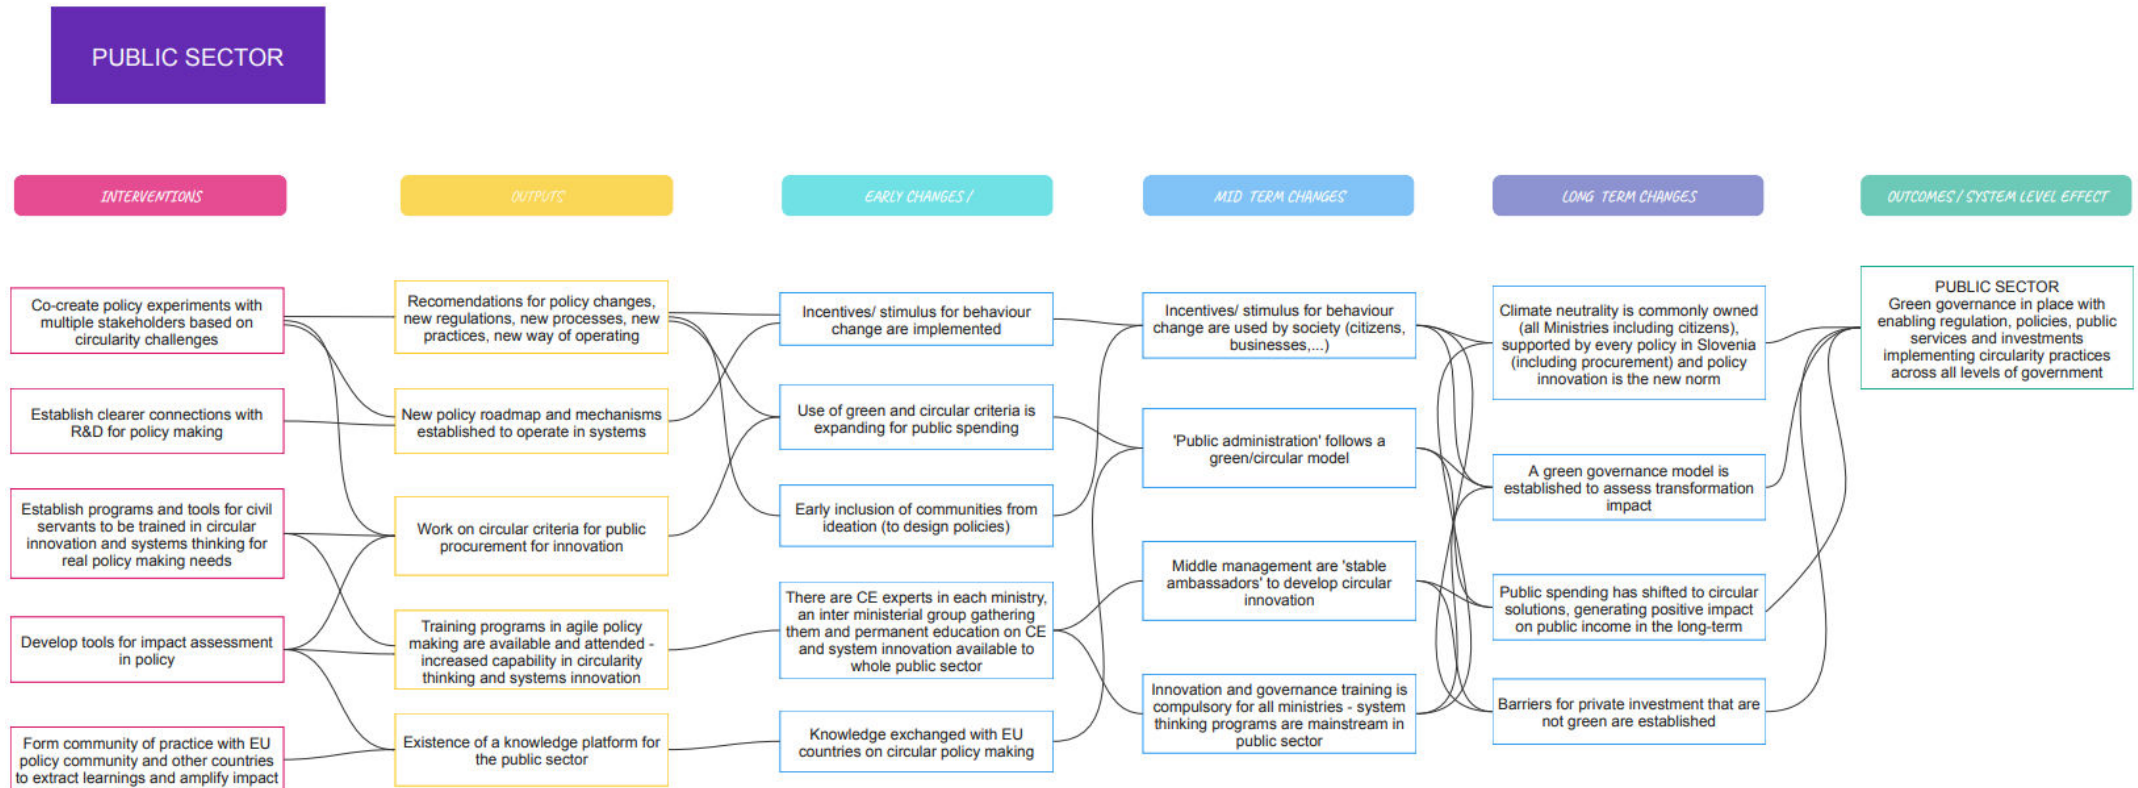 PUBLIC SECTOR
INTERVENTIONS
OUTPUTS
EARLY CHANGES /
MID TERM CHANGES
LONG TERM CHANGES
OUTCOMES / SYSTEM LEVEL EFFECT
Co-create policy experiments with
multiple stakeholders based on
circularity challenges
Establish clearer connections with
R&D for policy making
Establish programs and tools for civil
servants to be trained in circular
innovation and systems thinking for
real policy making needs
Develop tools for impact assessment
in policy
Form community of practice with EU
policy community and other countries
to extract learnings and amplify impact
Recomendations for policy changes,
new regulations, new processes, new
practices, new way of operating
New policy roadmap and mechanisms
established to operate in systems
Work on circular criteria for public
procurement for innovation
Training programs in agile policy
making are available and attended -
increased capability in circularity
thinking and systems innovation
Existence of a knowledge platform for
the public sector
Incentives/ stimulus for behaviour
change are implemented
Use of green and circular criteria is
expanding for public spending
Early inclusion of communities from
ideation (to design policies)
There are CE experts in each ministry,
an inter ministerial group gathering
them and permanent education on CE
and system innovation available to
whole public sector
Knowledge exchanged with EU
countries on circular policy making
Incentives/ stimulus for behaviour
change are used by society (citizens,
businesses,...)
'Public administration' follows a
green/circular model
Middle management are 'stable
ambassadors' to develop circular
innovation
Innovation and governance training is
compulsory for all ministries - system
thinking programs are mainstream in
public sector
Climate neutrality is commonly owned
(all Ministries including citizens),
supported by every policy in Slovenia
(including procurement) and policy
innovation is the new norm
A green governance model is
established to assess transformation
impact
Public spending has shifted to circular
solutions, generating positive impact
on public income in the long-term
Barriers for private investment that are
not green are established
PUBLIC SECTOR
Green governance in place with
enabling regulation, policies, public
services and investments
implementing circularity practices
across all levels of government